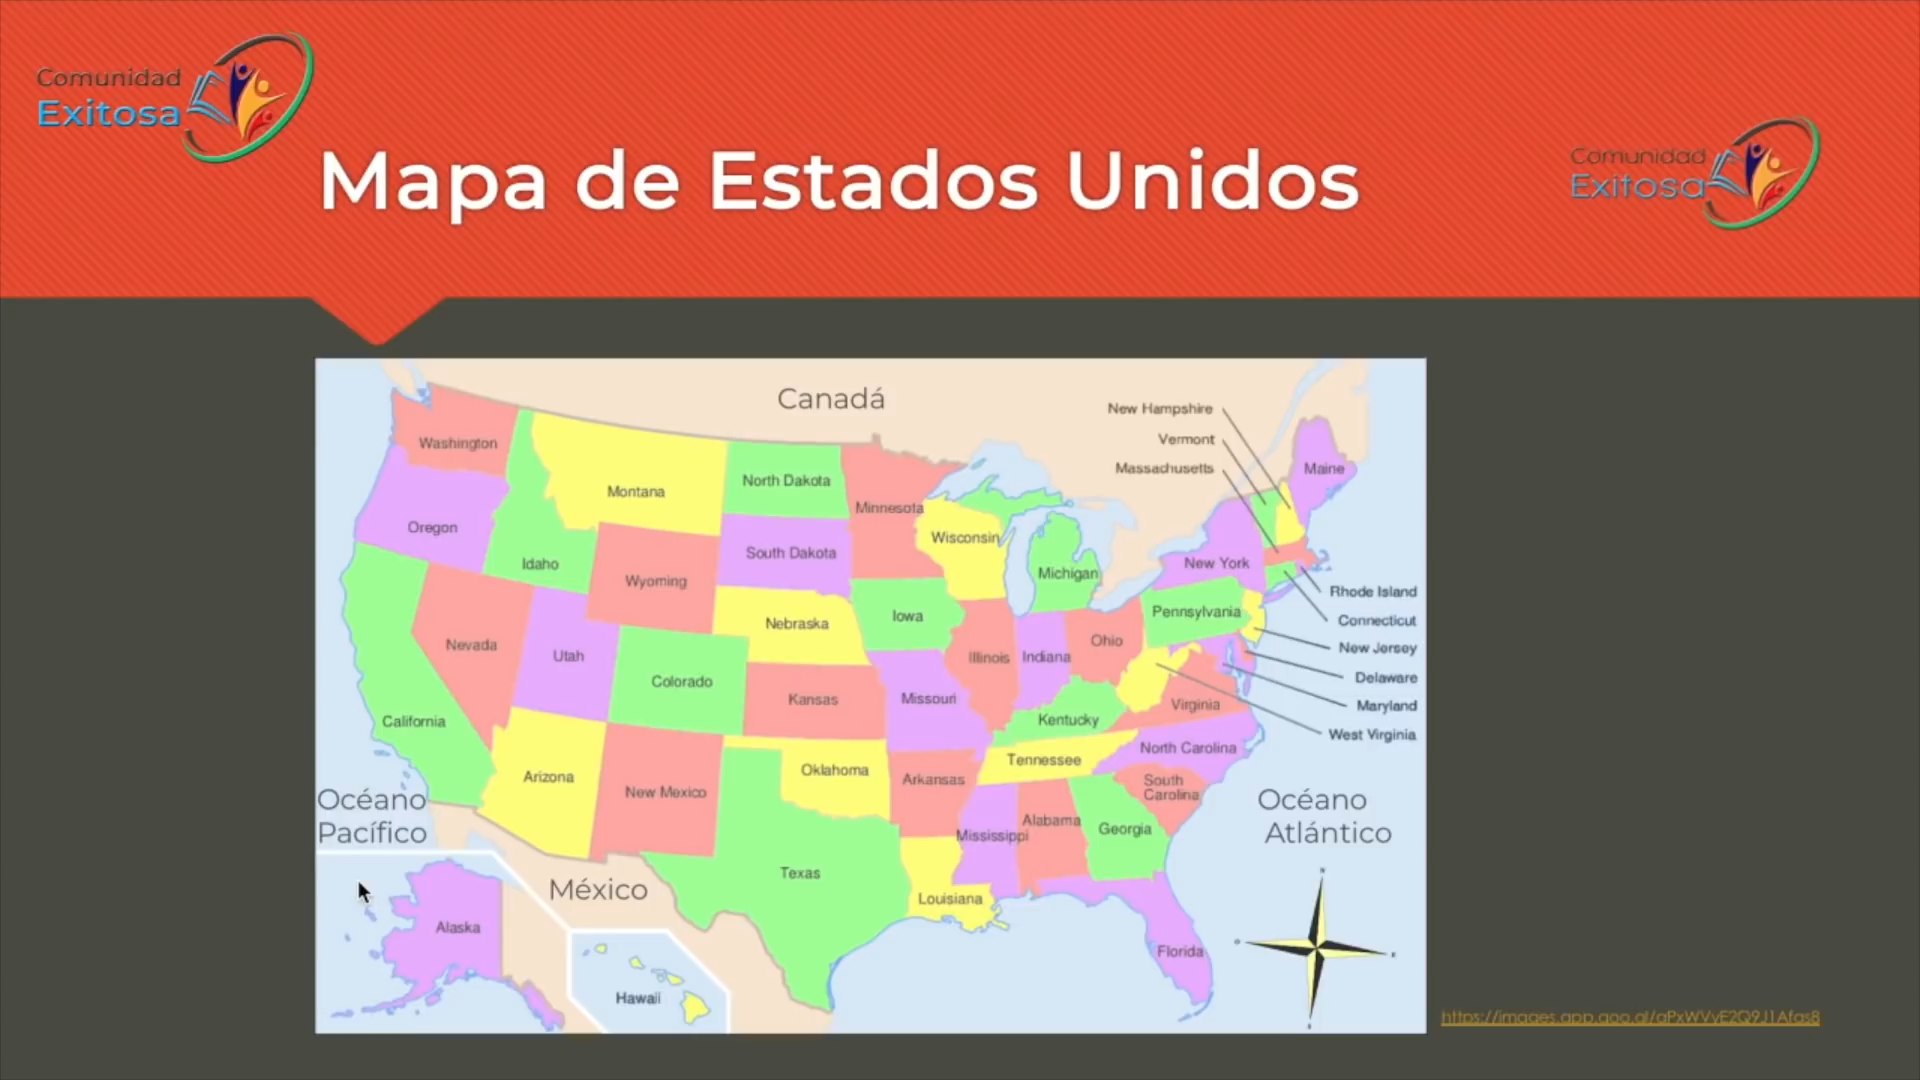 Comunidad
Exitosa
Mapa de Estados Unidos
Comunidad
Exitosa
Canadá
New Hampshire
Vermont
Massachusetts
Maine
Washington
Montana
North Dakota
Minnesota
Oregon
Idaho
Wyoming
South Dakota
Wisconsin
Michigan
New York
Rhode Island
Connecticut
New Jersey
Delaware
Maryland
West Virginia
Nevada
Utah
Colorado
Nebraska
Iowa
Illinois
Indiana
Ohio
Pennsylvania
California
Kansas
Missouri
Kentucky
Virginia
Arizona
New Mexico
Oklahoma
Arkansas
Tennessee
North Carolina
South
Carolina
Océano
Pacífico
Texas
Louisiana
Mississippi
Alabama
Georgia
Florida
Océano
Atlántico
México
Alaska
Hawaii
N
O
E
S